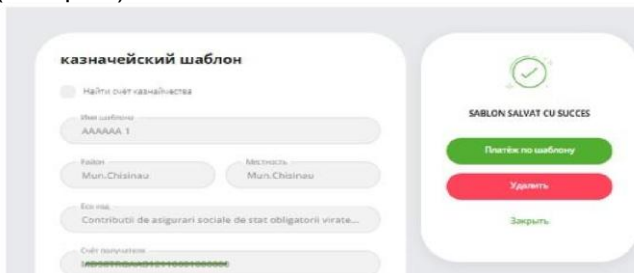 казначейский шаблон
Найти счёт казначейства
Имя шаблона
AAAAAA 1
Район
Mun.Chisinau
Местность
Mun.Chisinau
Eco код
Contributii de asigurari sociale de stat obligatorii virate...
Счёт получателя
SABLON SALVAT CU SUCCES
Платёж по шаблону
Удалить
Закрыть